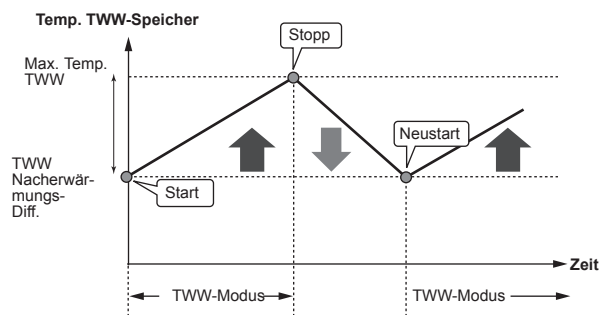 Temp. TWW-Speicher
Stopp
Max. Temp.
TWW
Neustart
TWW
Nacherwär-
mungs-
Diff.
Start
Zeit
TWW-Modus
TWW-Modus